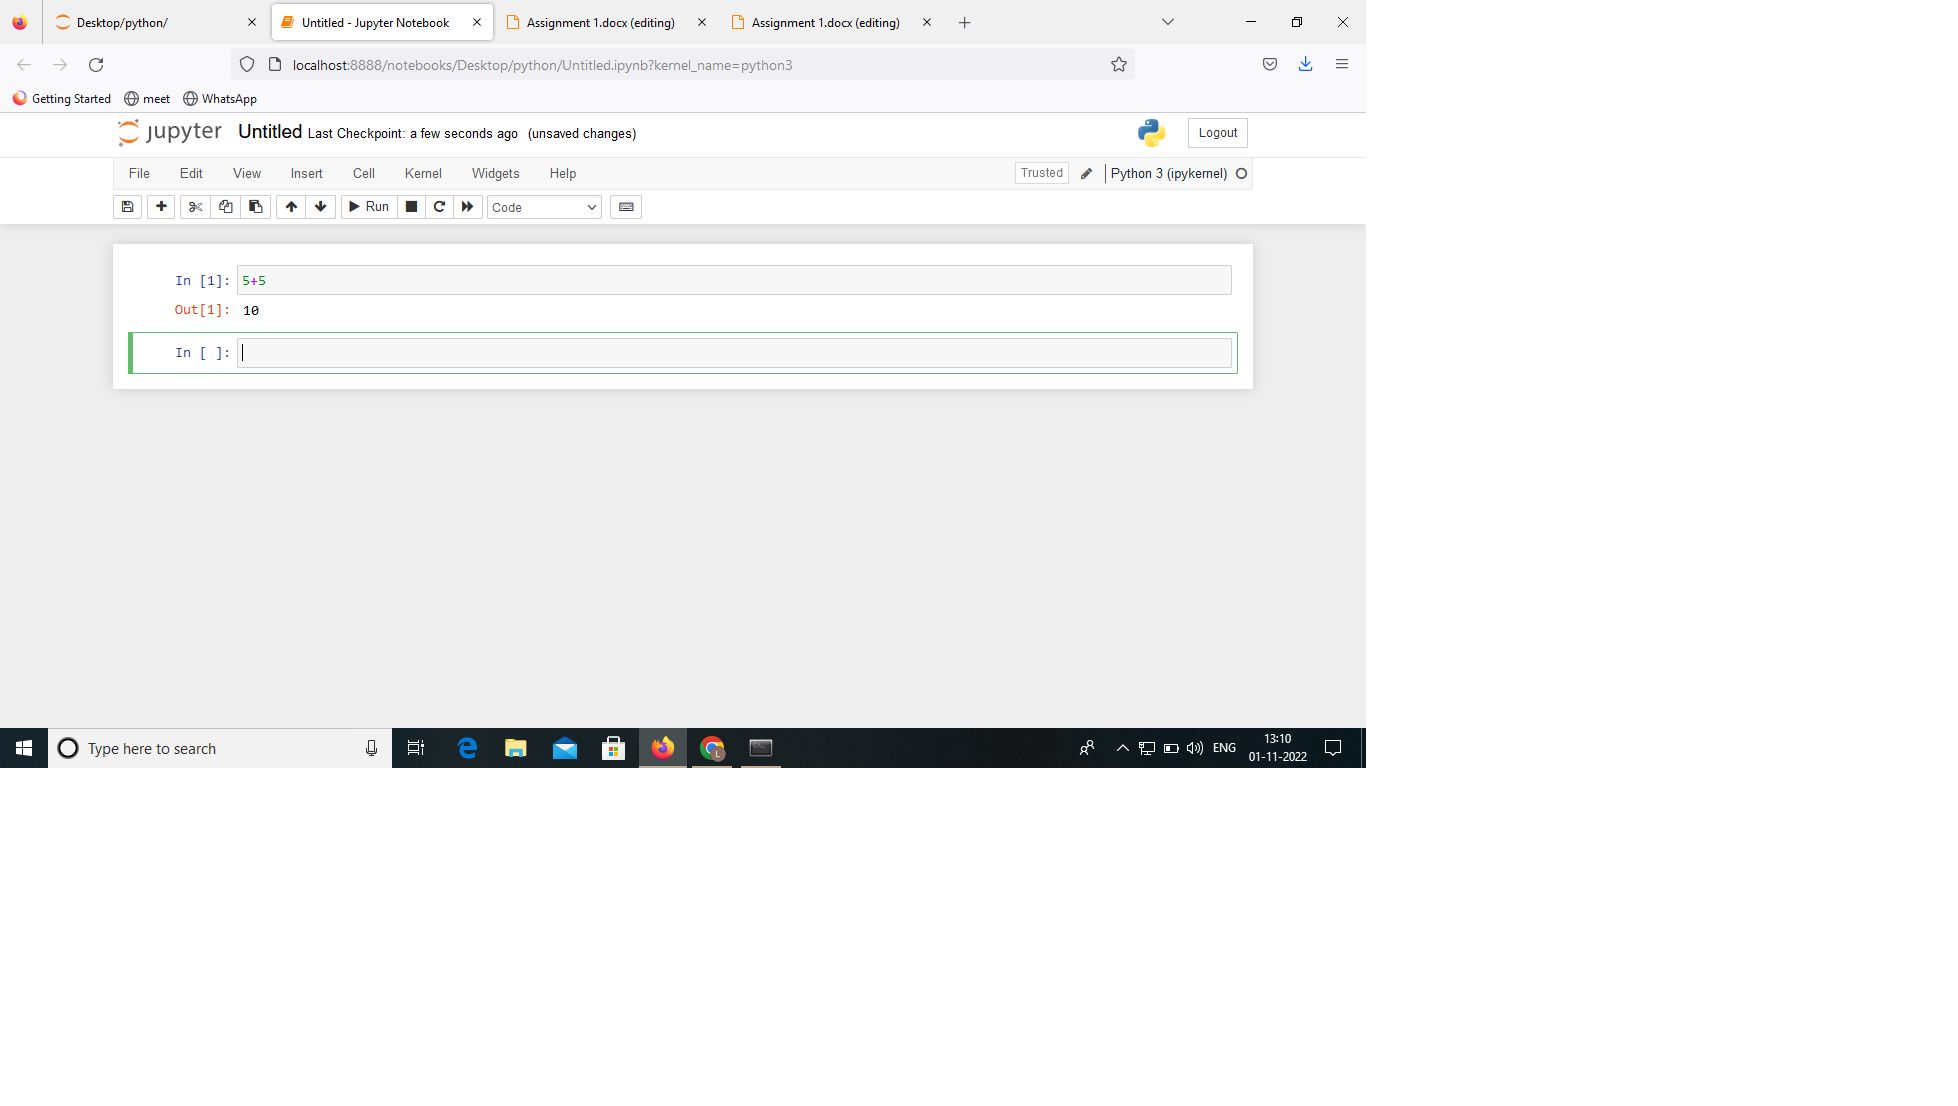 Desktop/python/
Untitled - Jupyter Notebook
Assignment 1.docx (editing)
Assignment 1.docx (editing)
localhost:8888/notebooks/Desktop/python/Untitled.ipynb?kernel_name=python3
Getting Started meet WhatsApp
jupyter Untitled Last Checkpoint: a few seconds ago (unsaved changes) Logout
File Edit View Insert Cell Kernel Widgets Help Trusted Python 3 (ipykernel)
Run Code
In [1]: 5+5
Out[1]: 10
In [ ]:
Type here to search
L
ENG
13:10
01-11-2022